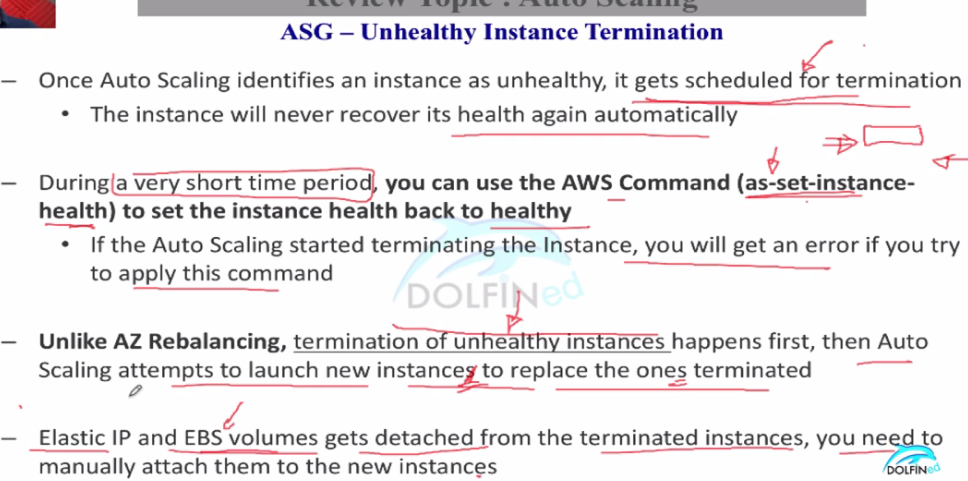 Review Topic : Auto Scaling
ASG – Unhealthy Instance Termination
– Once Auto Scaling identifies an instance as unhealthy, it gets scheduled for termination
• The instance will never recover its health again automatically
– During a very short time period, you can use the AWS Command (as-set-instance-
health) to set the instance health back to healthy
• If the Auto Scaling started terminating the Instance, you will get an error if you try
to apply this command
DOLFINed
– Unlike AZ Rebalancing, termination of unhealthy instances happens first, then Auto
Scaling attempts to launch new instances to replace the ones terminated
– Elastic IP and EBS volumes gets detached from the terminated instances, you need to
manually attach them to the new instances
DOLFINed